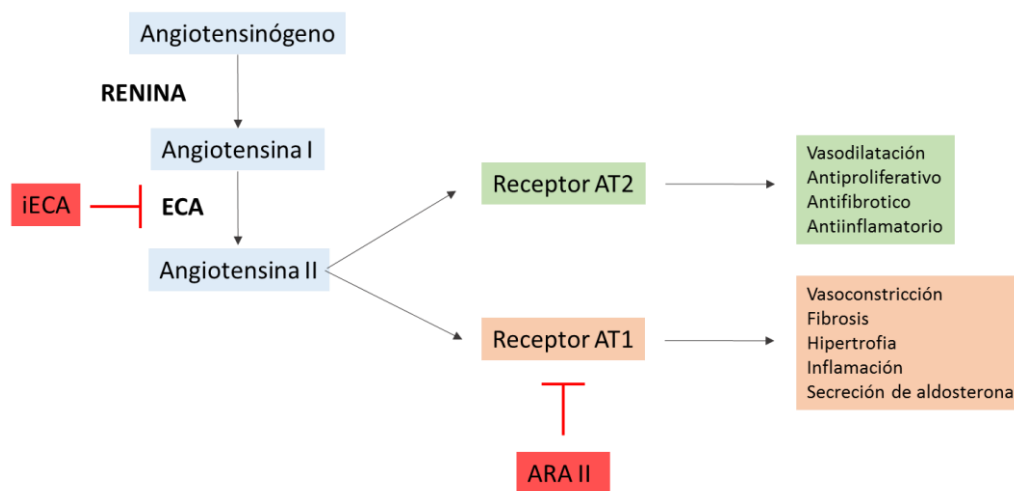 Angiotensinógeno
RENINA
Angiotensina I
iECA
ECA
Angiotensina II
Receptor AT2
Vasodilatación
Antiproliferativo
Antifibrotico
Antiinflamatorio
Receptor AT1
Vasoconstricción
Fibrosis
Hipertrofia
Inflamación
Secreción de aldosterona
ARA II